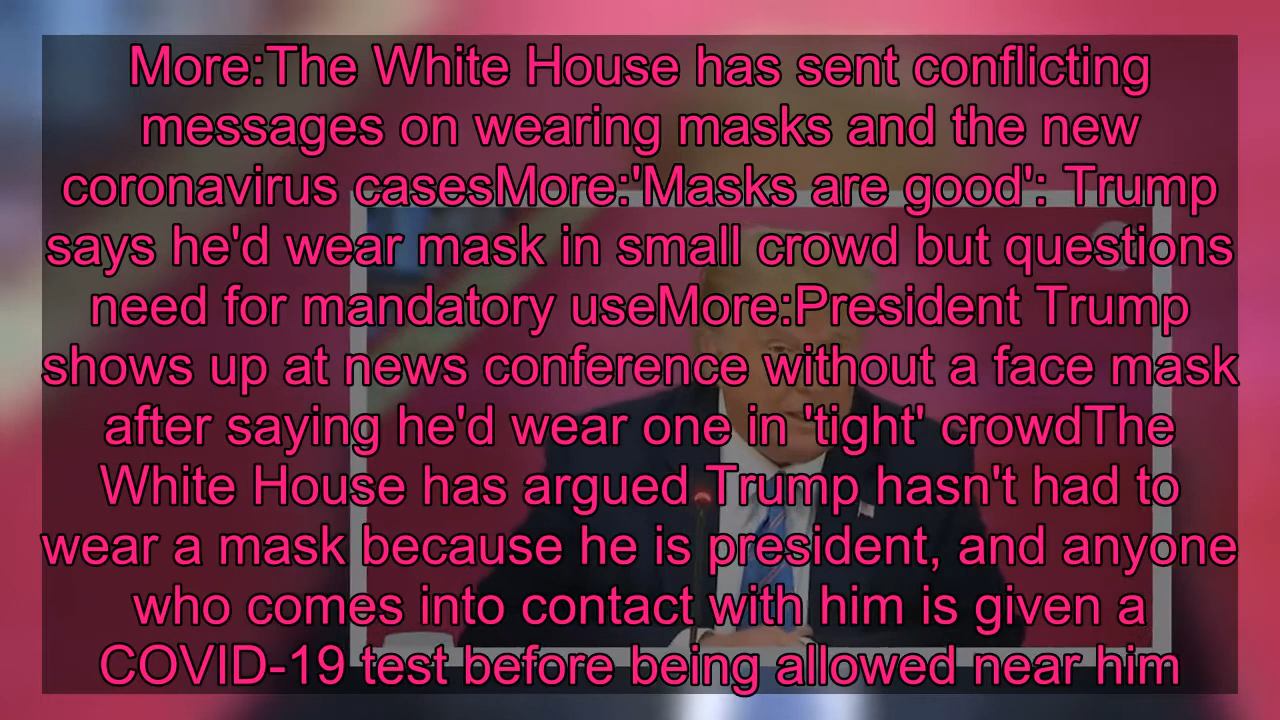 More:The White House has sent conflicting
messages on wearing masks and the new
coronavirus casesMore:'Masks are good': Trump
says he'd wear mask in small crowd but questions
need for mandatory useMore:President Trump
shows up at news conference without a face mask
after saying he'd wear one in 'tight' crowdThe
White House has argued Trump hasn't had to
wear a mask because he is president, and anyone
who comes into contact with him is given a
COVID-19 test before being allowed near him